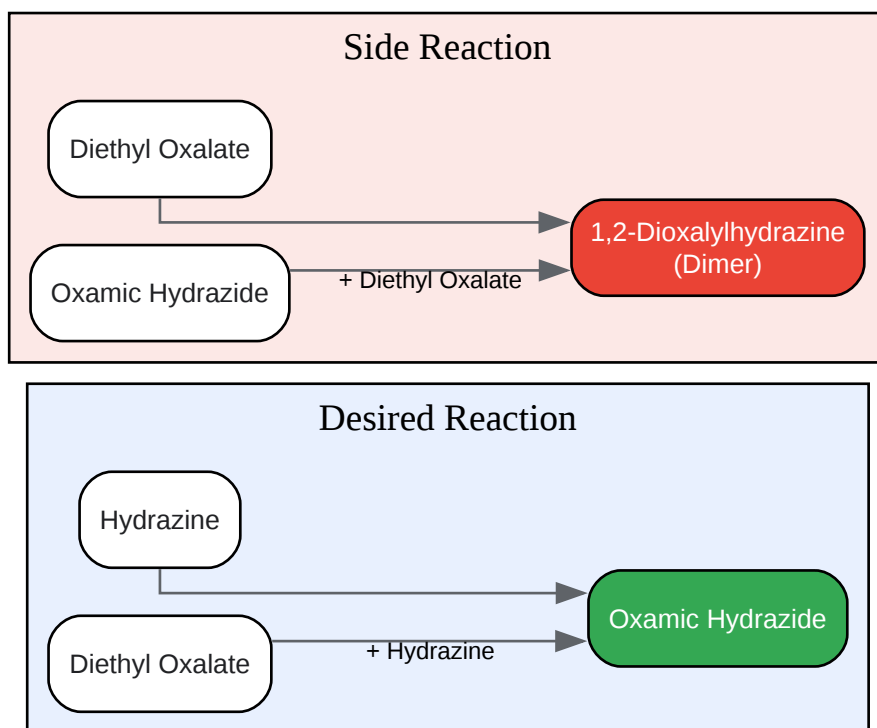 Side Reaction
Diethyl Oxalate
1,2-Dioxalylhydrazine
(Dimer)
Oxamic Hydrazide
+ Diethyl Oxalate
Desired Reaction
Hydrazine
Oxamic Hydrazide
+ Hydrazine
Diethyl Oxalate